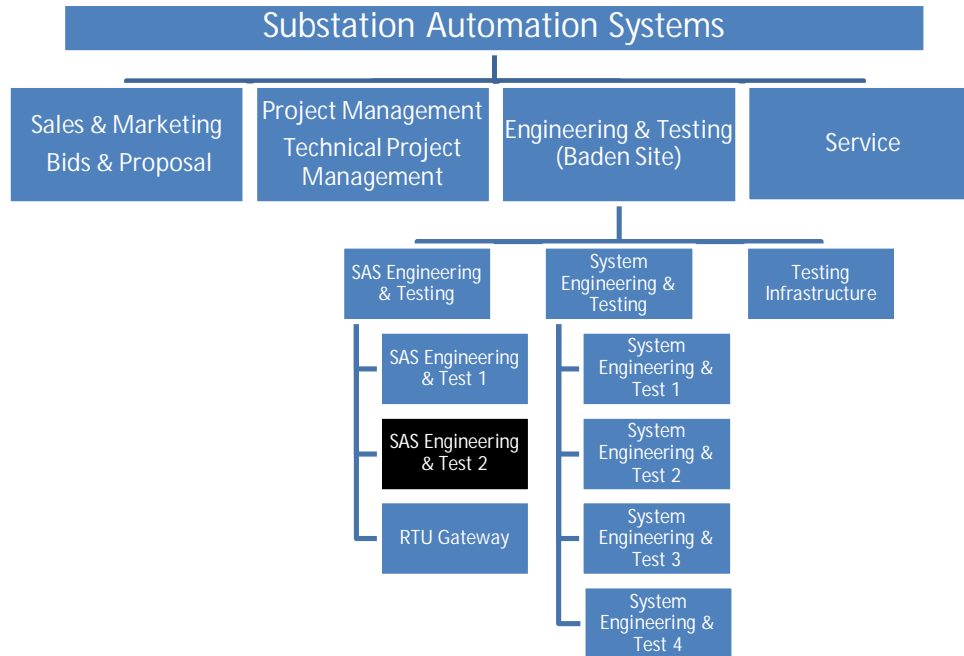 Substation Automation Systems
Sales & Marketing
Bids & Proposal
Project Management
Technical Project
Management
Engineering & Testing
(Baden Site)
Service
SAS Engineering
& Testing
System
Engineering &
Testing
Testing
Infrastructure
SAS Engineering
& Test 1
System
Engineering &
Test 1
SAS Engineering
& Test 2
System
Engineering &
Test 2
RTU Gateway
System
Engineering &
Test 3
System
Engineering &
Test 4